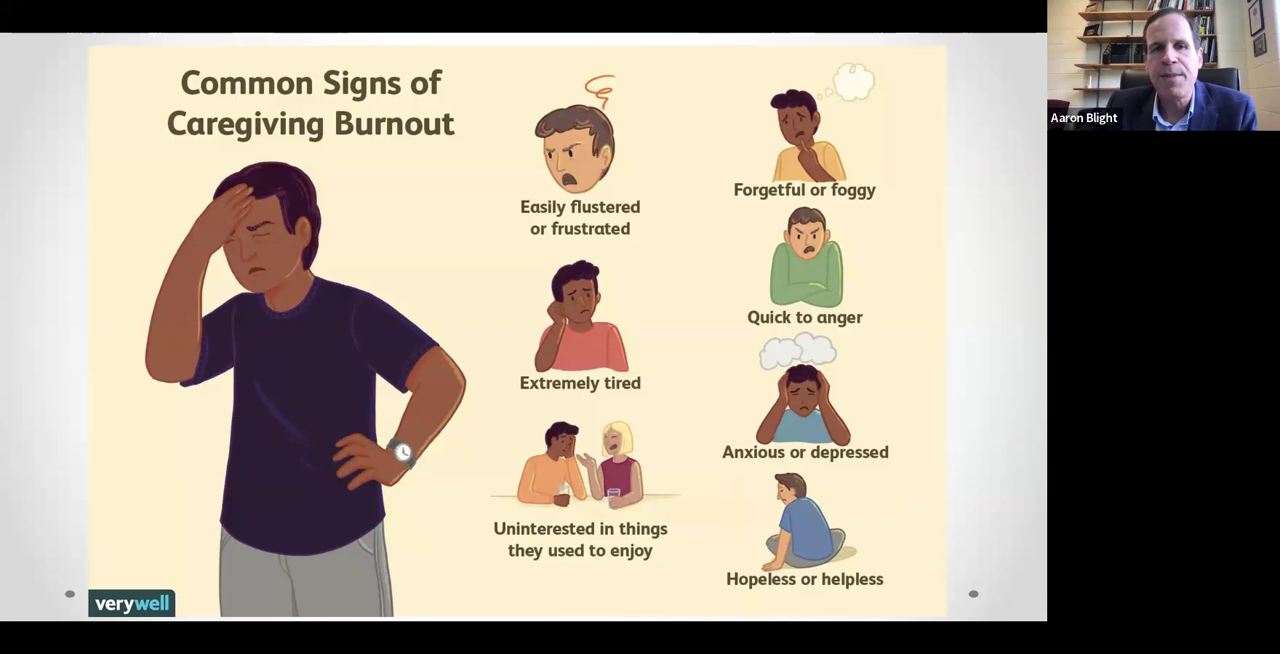 Common Signs of
Caregiving Burnout
Easily flustered
or frustrated
Extremely tired
Uninterested in things
they used to enjoy
Forgetful or foggy
Quick to anger
Anxious or depressed
Hopeless or helpless
verywell
Aaron Blight